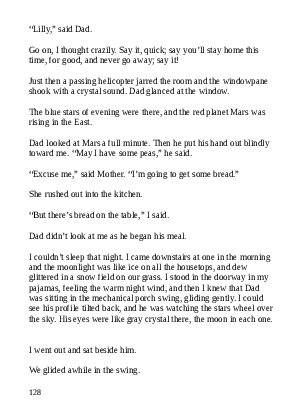 “Lilly,” said Dad.
Go on, I thought crazily. Say it, quick; say you’ll stay home this
time, for good, and never go away; say it!
Just then a passing helicopter jarred the room and the windowpane
shook with a crystal sound. Dad glanced at the window.
The blue stars of evening were there, and the red planet Mars was
rising in the East.
Dad looked at Mars a full minute. Then he put his hand out blindly
toward me. “May I have some peas,” he said.
“Excuse me,” said Mother. “I’m going to get some bread.”
She rushed out into the kitchen.
“But there’s bread on the table,” I said.
Dad didn’t look at me as he began his meal.
I couldn’t sleep that night. I came downstairs at one in the morning
and the moonlight was like ice on all the housetops, and dew
glittered in a snow field on our grass. I stood in the doorway in my
pajamas, feeling the warm night wind, and then I knew that Dad
was sitting in the mechanical porch swing, gliding gently. I could
see his profile tilted back, and he was watching the stars wheel over
the sky. His eyes were like gray crystal there, the moon in each one.
I went out and sat beside him.
We glided awhile in the swing.
128